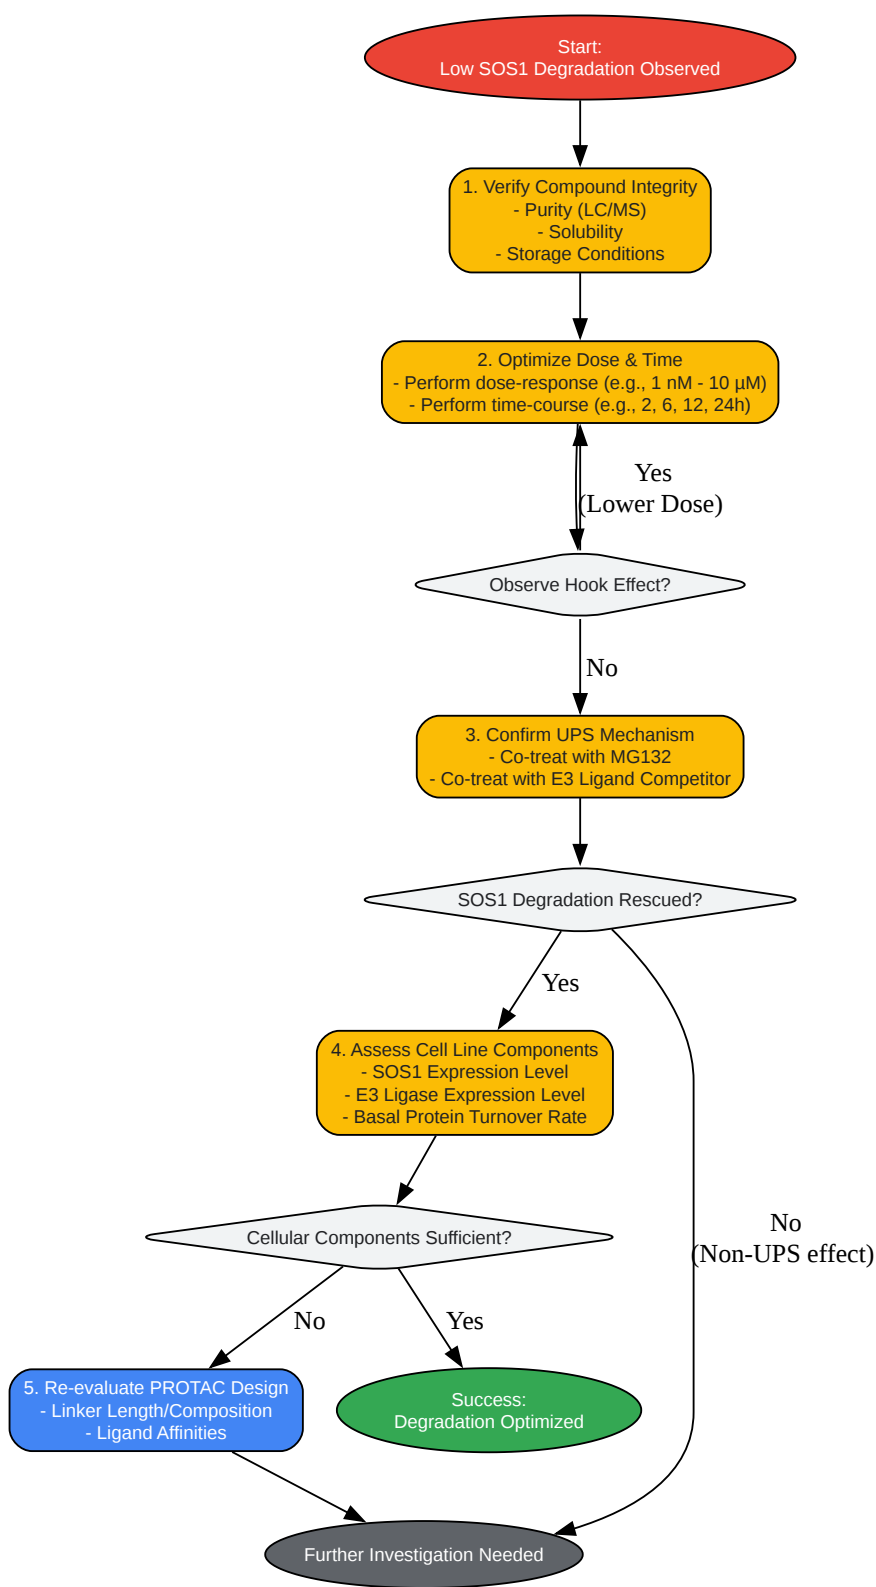 Start:
Low SOS1 Degradation Observed
1. Verify Compound Integrity
- Purity (LC/MS)
- Solubility
- Storage Conditions
2. Optimize Dose & Time
- Perform dose-response (e.g., 1 nM - 10 µM)
- Perform time-course (e.g., 2, 6, 12, 24h)
Yes
(Lower Dose)
Observe Hook Effect?
No
3. Confirm UPS Mechanism
- Co-treat with MG132
- Co-treat with E3 Ligand Competitor
SOS1 Degradation Rescued?
Yes
4. Assess Cell Line Components
- SOS1 Expression Level
- E3 Ligase Expression Level
- Basal Protein Turnover Rate
Cellular Components Sufficient?
No
(Non-UPS effect)
No
Yes
5. Re-evaluate PROTAC Design
- Linker Length/Composition
- Ligand Affinities
Success:
Degradation Optimized
Further Investigation Needed